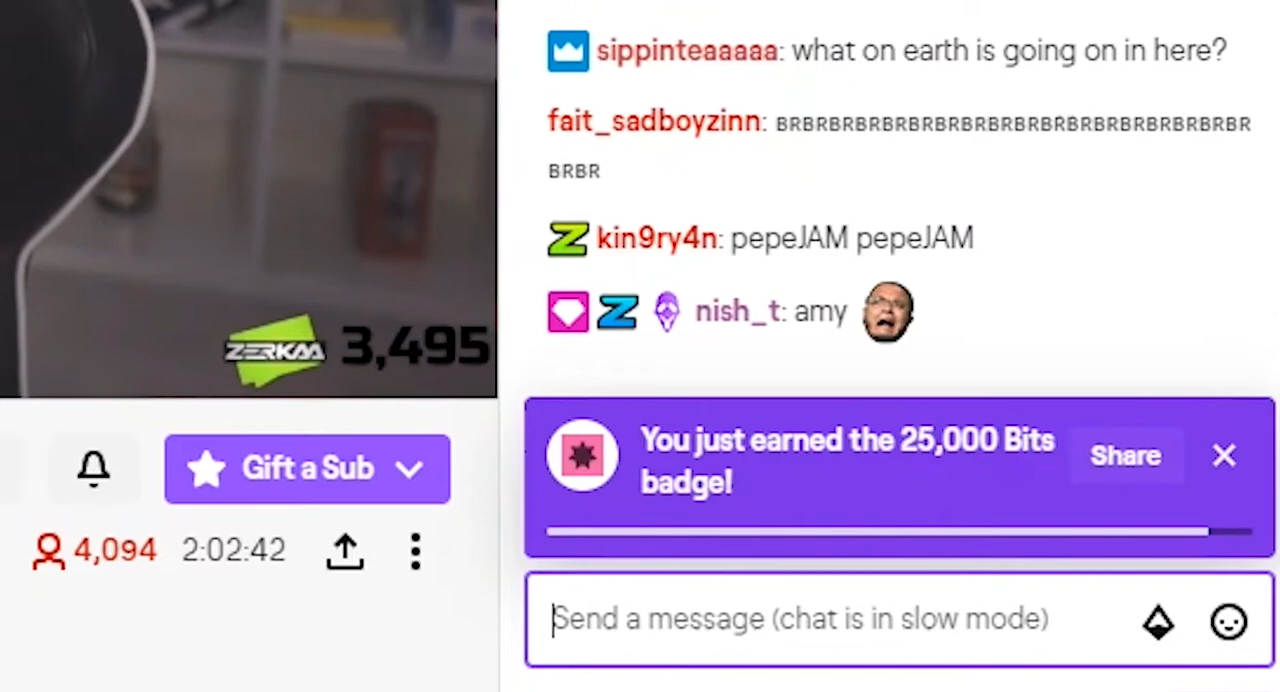 sippinteaaaaa: what on earth is going on in here?
fait_sadboyzinn: BRBRBRBRBRBRBRBRBRBRBRBRBRBRBRBRBRBR
BRBR
kin9ry4n: pepeJAM pepeJAM
nish_t: amy
ZERKAA 3,495
You just earned the 25,000 Bits
badge!
Share
Gift a Sub
4,094 2:02:42
Send a message (chat is in slow mode)